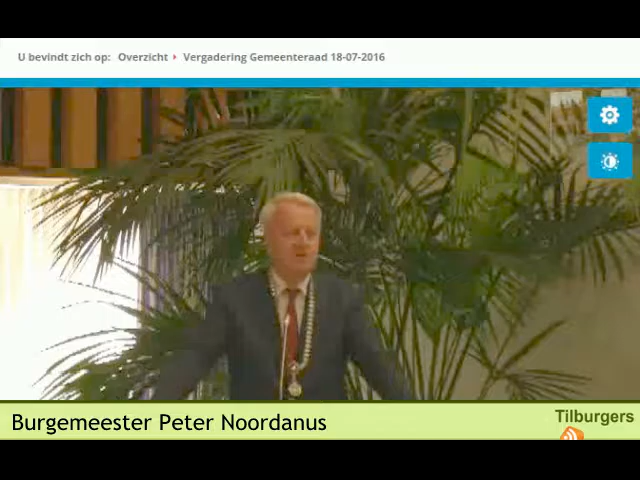 U bevindt zich op: Overzicht Vergadering Gemeenteraad 18-07-2016
Burgemeester Peter Noordanus
Tilburgers